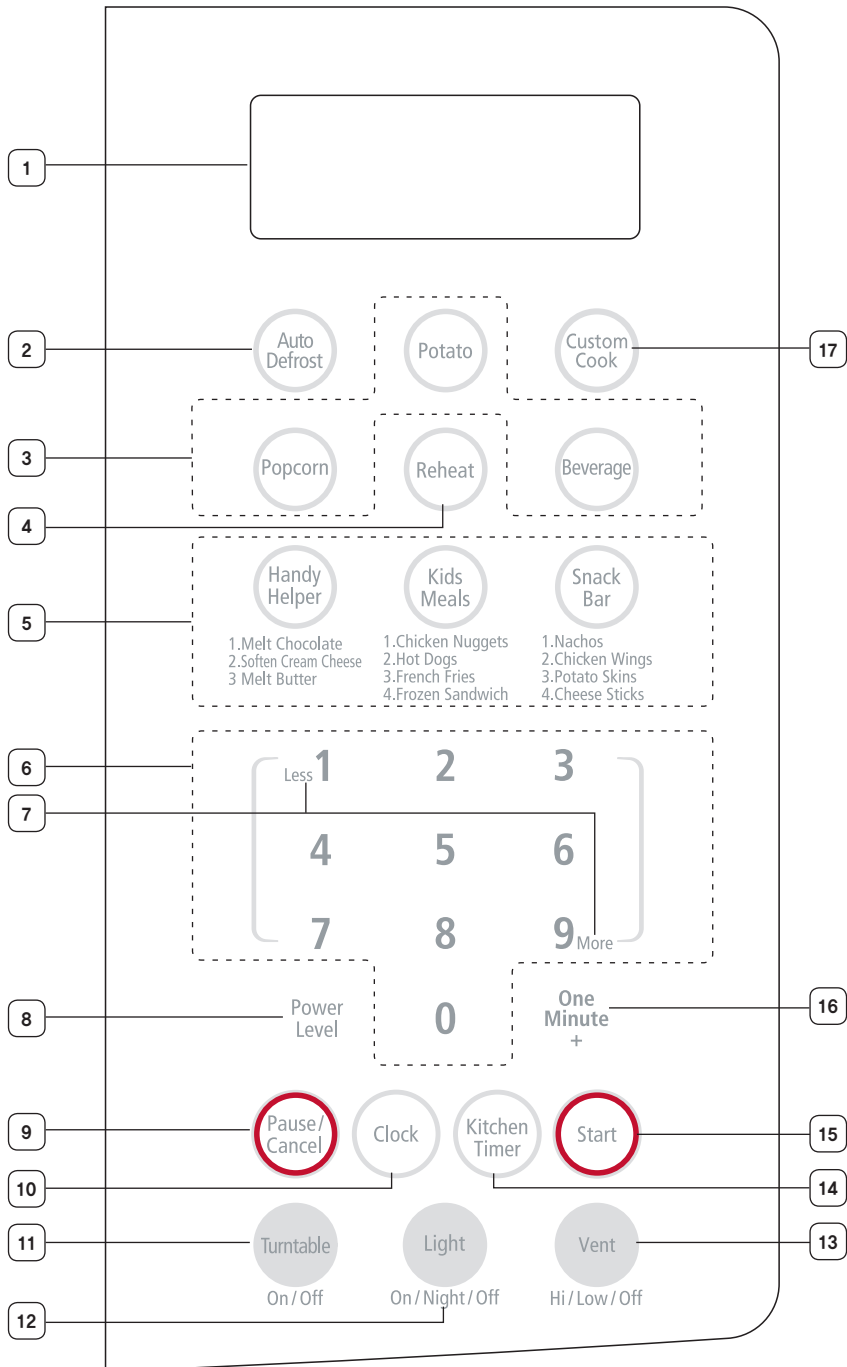 1
2
Auto
Defrost
Potato
Custom
Cook
17
3
Popcorn
Reheat
Beverage
4
5
Handy
Helper
1.Melt Chocolate
2.Soften Cream Cheese
3 Melt Butter
Kids
Meals
1.Chicken Nuggets
2.Hot Dogs
3.French Fries
4.Frozen Sandwich
Snack
Bar
1.Nachos
2.Chicken Wings
3.Potato Skins
4.Cheese Sticks
6
Less 1 2 3
7
4 5 6
7 8 9 More
8
Power
Level
0
One
Minute
+
16
9
Pause/
Cancel
Clock
Kitchen
Timer
Start
15
10
14
11
Turntable
On/Off
Light
On/Night/Off
Vent
Hi/Low/Off
13
12